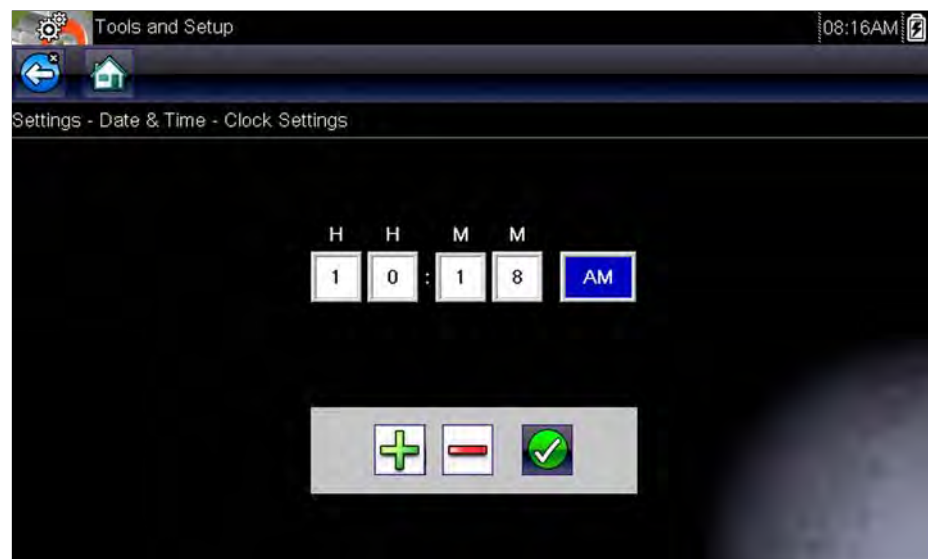 Tools and Setup 08:16AM
Settings - Date & Time - Clock Settings
H H M M
1 0 : 1 8 AM